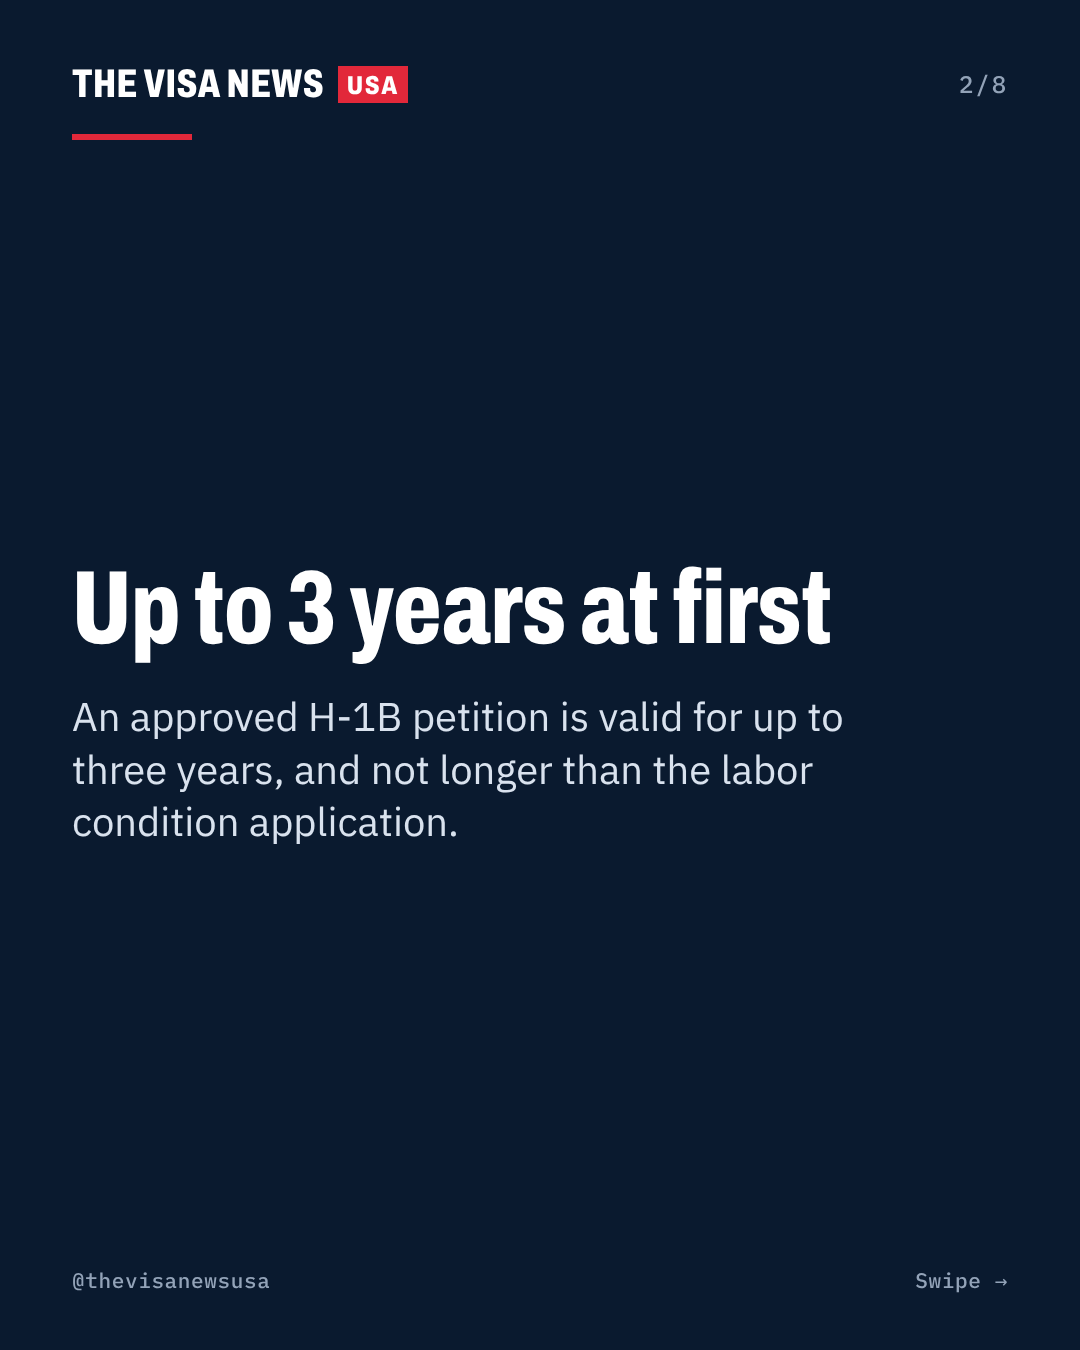 THE VISA NEWS USA
2/8
Up to 3 years at first
An approved H-1B petition is valid for up to
three years, and not longer than the labor
condition application.
@thevisanewsusa
Swipe →